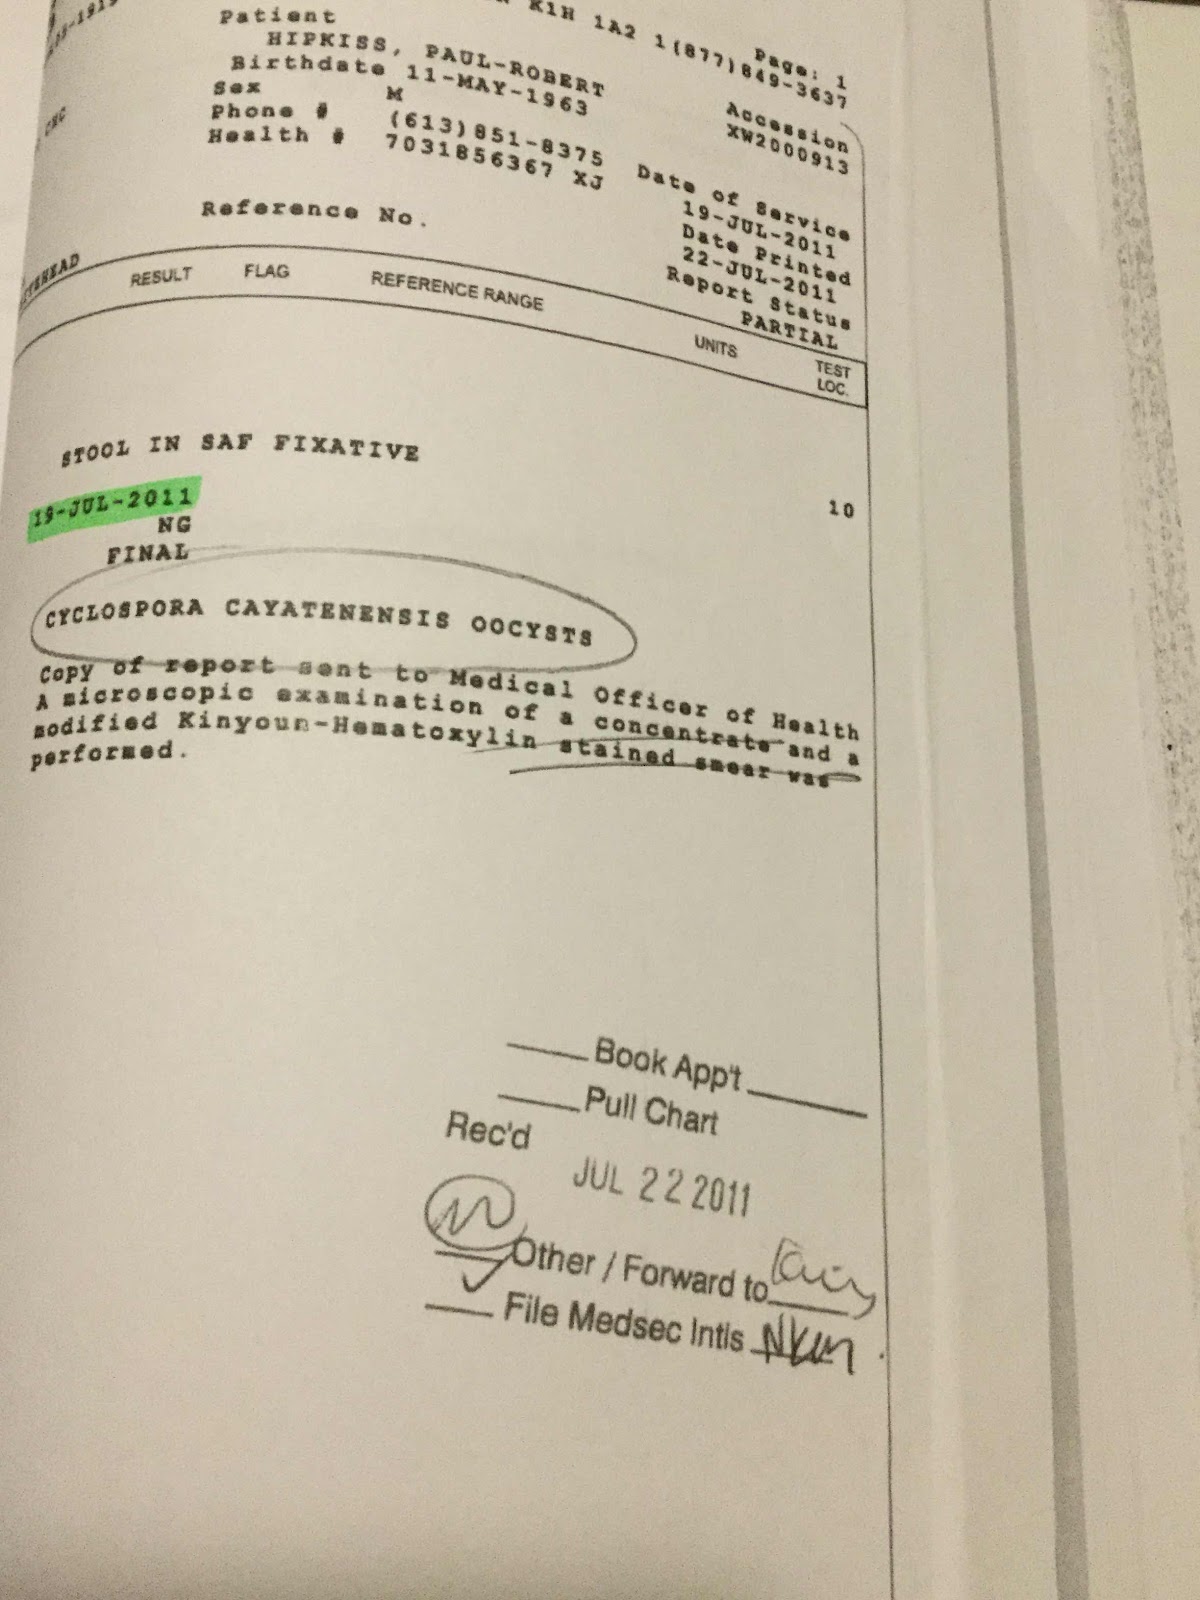 K1H 1A2 1(877)849-3637
Page: 1
Patient
HIPKISS, PAUL-ROBERT
Birthdate 11-MAY-1963
Sex M
Phone # (613)851-8375
Health # 7031856367 XJ
Accession
XW2000913
Date of Service
19-JUL-2011
Date Printed
22-JUL-2011
Report Status
PARTIAL
Reference No.
RESULT FLAG REFERENCE RANGE UNITS TEST LOC.
STOOL IN SAF FIXATIVE
10
19-JUL-2011
NG
FINAL
CYCLOSPORA CAYATENENSIS OOCYSTS
Copy of report sent to Medical Officer of Health
A microscopic examination of a concentrate and a
modified Kinyoun-Hematoxylin stained smear was
performed.
Book App't
Pull Chart
Rec'd
JUL 22 2011
Other / Forward to
File Medsec Intls